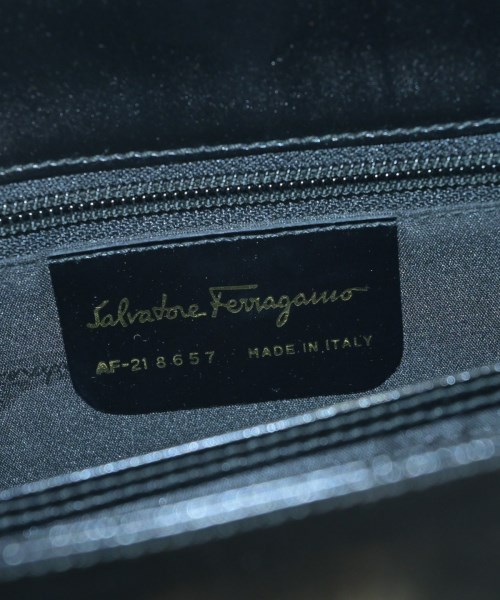 Salvatore Ferragamo
AF-21 8657 MADE IN ITALY